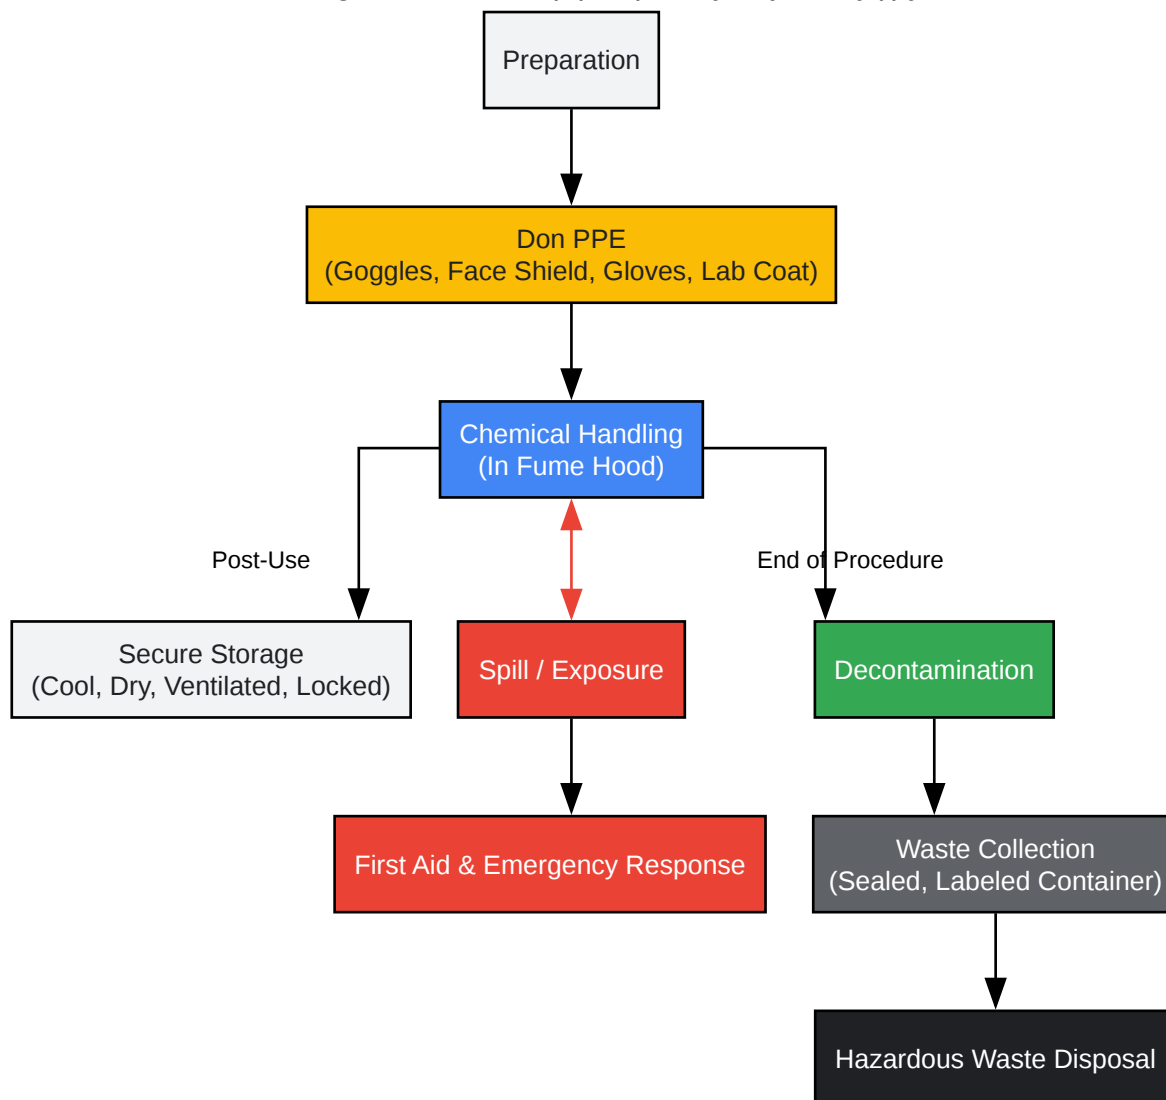 Preparation
Don PPE
(Goggles, Face Shield, Gloves, Lab Coat)
Chemical Handling
(In Fume Hood)
Post-Use
End of Procedure
Secure Storage
(Cool, Dry, Ventilated, Locked)
Spill / Exposure
Decontamination
First Aid & Emergency Response
Waste Collection
(Sealed, Labeled Container)
Hazardous Waste Disposal